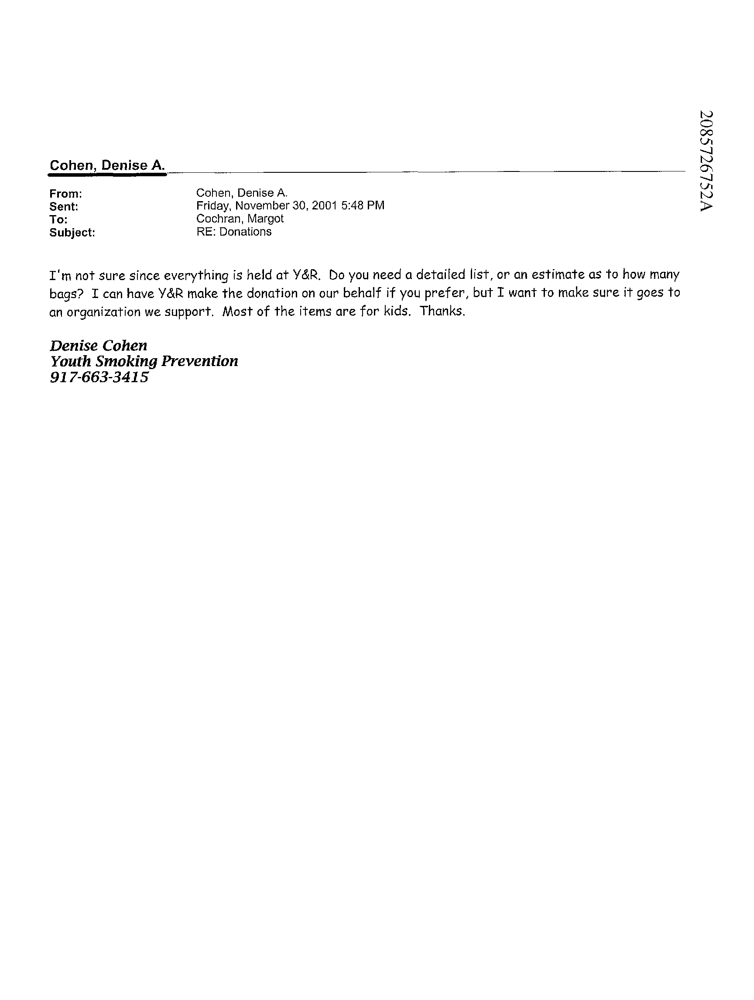 2085726752A
Cohen, Denise A.
From: Cohen, Denise A.
Sent: Friday, November 30, 2001 5:48 PM
To: Cochran, Margot
Subject: RE: Donations
I'm not sure since everything is held at Y&R. Do you need a detailed list, or an estimate as to how many
bags? I can have Y&R make the donation on our behalf if you prefer, but I want to make sure it goes to
an organization we support. Most of the items are for kids. Thanks.
Denise Cohen
Youth Smoking Prevention
917-663-3415